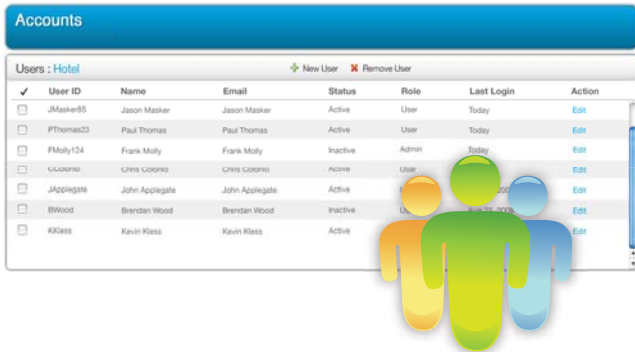 Accounts
Users : Hotel New User Remove User
User ID Name Email Status Role Last Login Action
JMasker85 Jason Masker Jason Masker Active User Today Edit
PThomas23 Paul Thomas Paul Thomas Active User Today Edit
FMolly124 Frank Molly Frank Molly Inactive Admin Today Edit
CColonio Chris Colonio Chris Colonio Active User Edit
JApplegate John Applegate John Applegate Active Edit
BWood Brendan Wood Brendan Wood Inactive Edit
KKless Kevin Kless Kevin Kless Active Edit